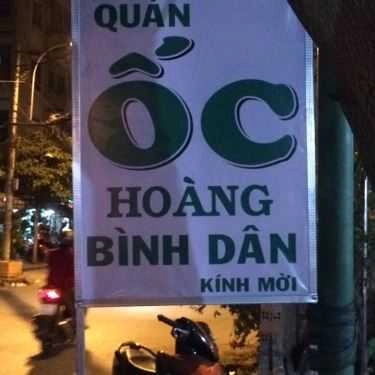 QUÁN
ỐC
HOÀNG
BÌNH DÂN
KÍNH MỜI